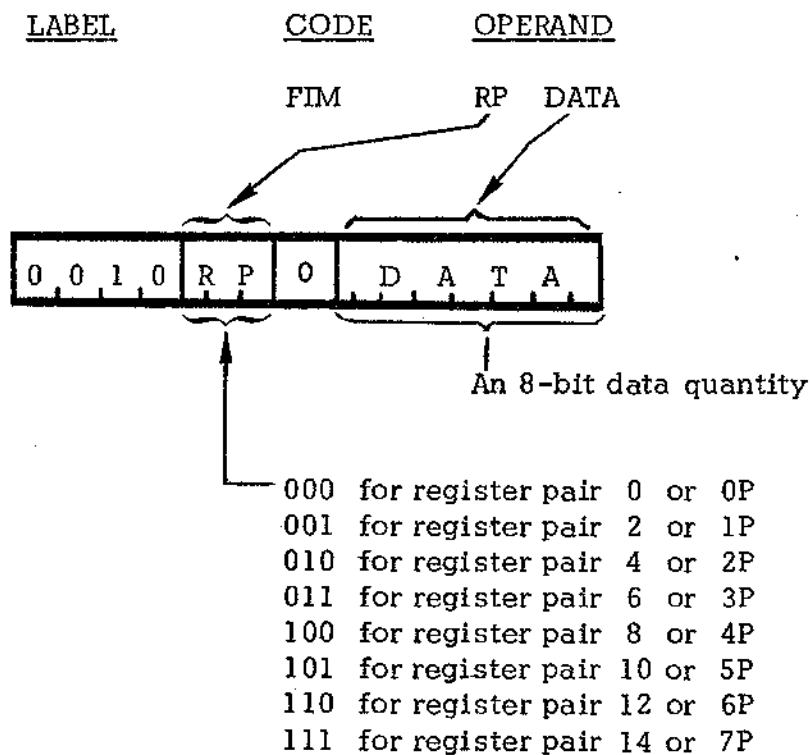 LABEL CODE OPERAND
FIM RP DATA
0 0 1 0 R P 0 D A T A
An 8-bit data quantity
000 for register pair 0 or 0P
001 for register pair 2 or 1P
010 for register pair 4 or 2P
011 for register pair 6 or 3P
100 for register pair 8 or 4P
101 for register pair 10 or 5P
110 for register pair 12 or 6P
111 for register pair 14 or 7P